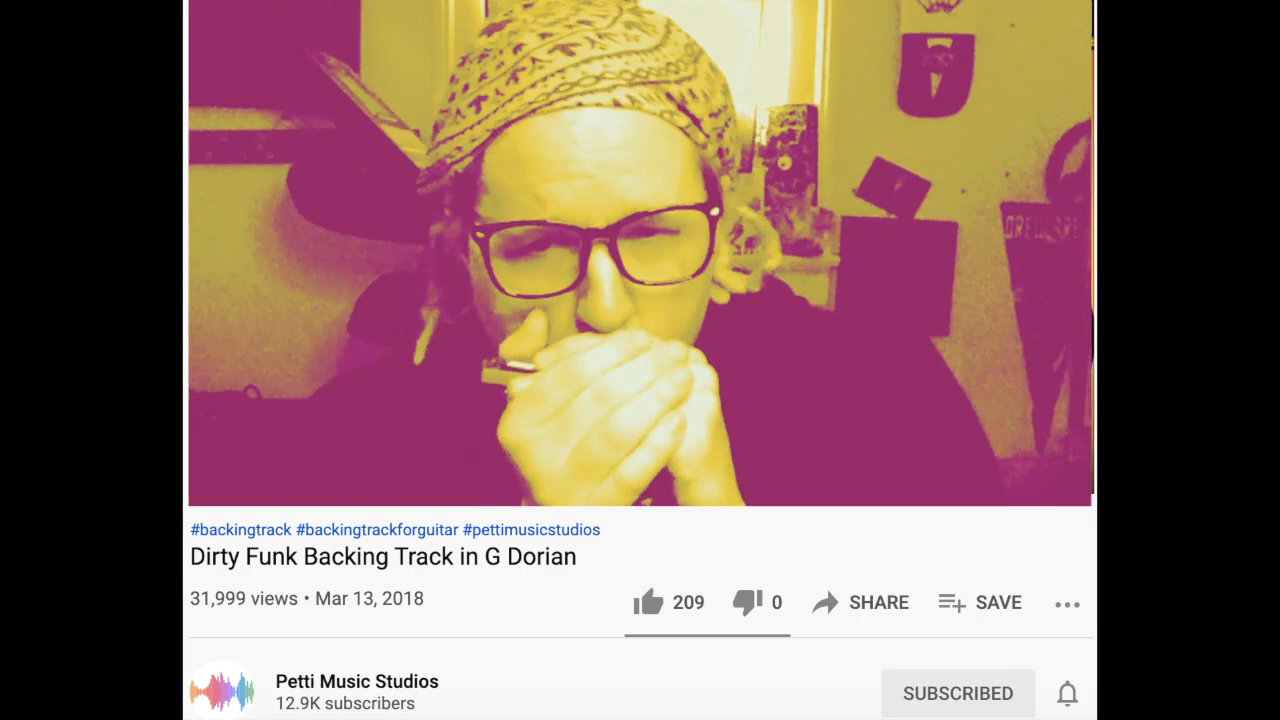 #backingtrack #backingtrackforguitar #pettimusicstudios
Dirty Funk Backing Track in G Dorian
31,999 views • Mar 13, 2018
209 0 SHARE SAVE
Petti Music Studios
12.9K subscribers
SUBSCRIBED